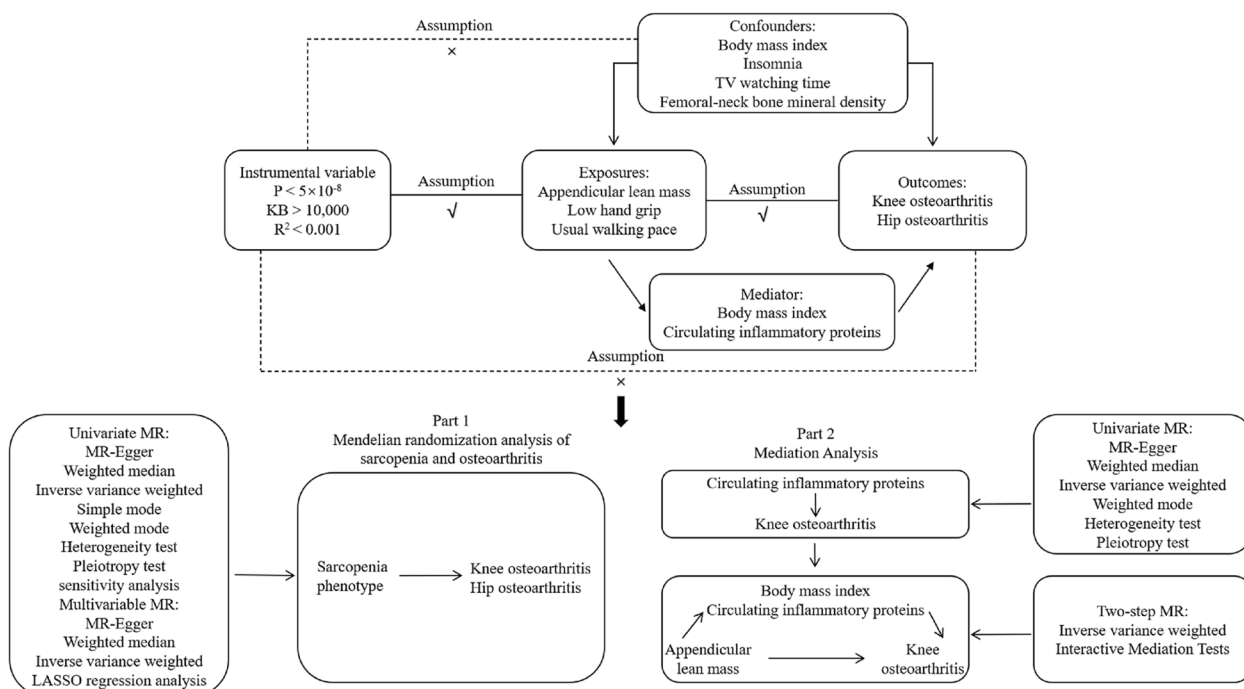 Assumption
×
Confounders:
Body mass index
Insomnia
TV watching time
Femoral-neck bone mineral density
Instrumental variable
P < 5×10⁻⁸
KB > 10,000
R² < 0.001
Assumption
√
Exposures:
Appendicular lean mass
Low hand grip
Usual walking pace
Assumption
√
Outcomes:
Knee osteoarthritis
Hip osteoarthritis
Mediator:
Body mass index
Circulating inflammatory proteins
Assumption
×
Univariate MR:
MR-Egger
Weighted median
Inverse variance weighted
Simple mode
Weighted mode
Heterogeneity test
Pleiotropy test
sensitivity analysis
Multivariable MR:
MR-Egger
Weighted median
Inverse variance weighted
LASSO regression analysis
Part 1
Mendelian randomization analysis of
sarcopenia and osteoarthritis
Sarcopenia
phenotype
Knee osteoarthritis
Hip osteoarthritis
Part 2
Mediation Analysis
Circulating inflammatory proteins
Knee osteoarthritis
Body mass index
Circulating inflammatory proteins
Appendicular
lean mass
Knee
osteoarthritis
Univariate MR:
MR-Egger
Weighted median
Inverse variance weighted
Weighted mode
Heterogeneity test
Pleiotropy test
Two-step MR:
Inverse variance weighted
Interactive Mediation Tests